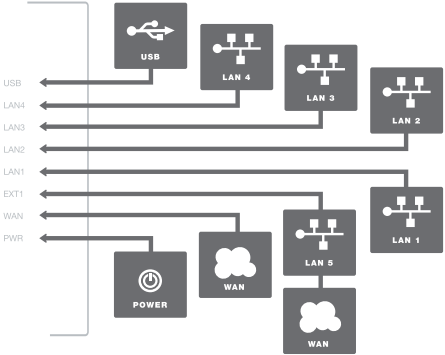 USB
LAN 4
LAN 3
LAN 2
USB
LAN4
LAN3
LAN2
LAN1
EXT1
WAN
PWR
LAN 1
LAN 5
WAN
POWER
WAN